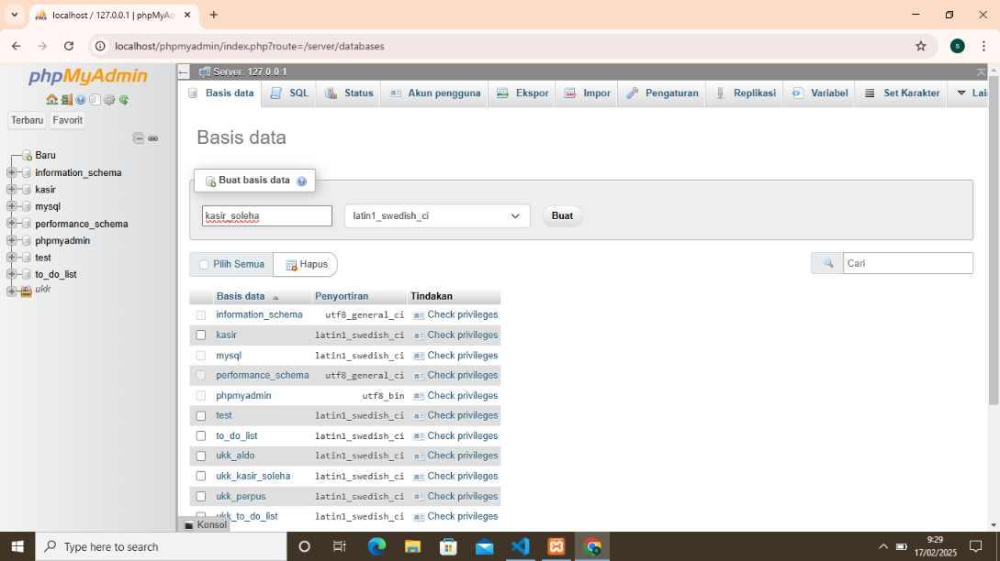 localhost / 127.0.0.1 | phpMyAd
localhost/phpmyadmin/index.php?route=/server/databases
S
phpMyAdmin
Terbaru Favorit
Baru
information_schema
kasir
mysql
performance_schema
phpmyadmin
test
to_do_list
ukk
Server: 127.0.0.1
Basis data SQL Status Akun pengguna Ekspor Impor Pengaturan Replikasi Variabel Set Karakter Lai
Basis data
Buat basis data
kasir_soleha latin1_swedish_ci Buat
Pilih Semua Hapus Cari
Basis data Penyortiran Tindakan
information_schema utf8_general_ci Check privileges
kasir latin1_swedish_ci Check privileges
mysql latin1_swedish_ci Check privileges
performance_schema utf8_general_ci Check privileges
phpmyadmin utf8_bin Check privileges
test latin1_swedish_ci Check privileges
to_do_list latin1_swedish_ci Check privileges
ukk_aldo latin1_swedish_ci Check privileges
ukk_kasir_soleha latin1_swedish_ci Check privileges
ukk_perpus latin1_swedish_ci Check privileges
ukk_to_do_list latin1_swedish_ci Check privileges
Konsol
Type here to search
9:29
17/02/2025